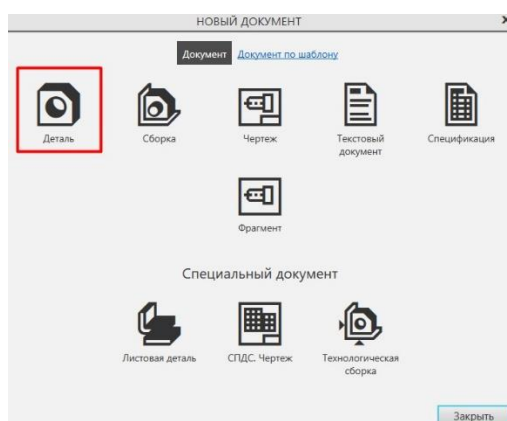 НОВЫЙ ДОКУМЕНТ
Документ Документ по шаблону
Деталь Сборка Чертеж Текстовый документ Спецификация
Фрагмент
Специальный документ
Листовая деталь СПДС. Чертеж Технологическая сборка
Закрыть